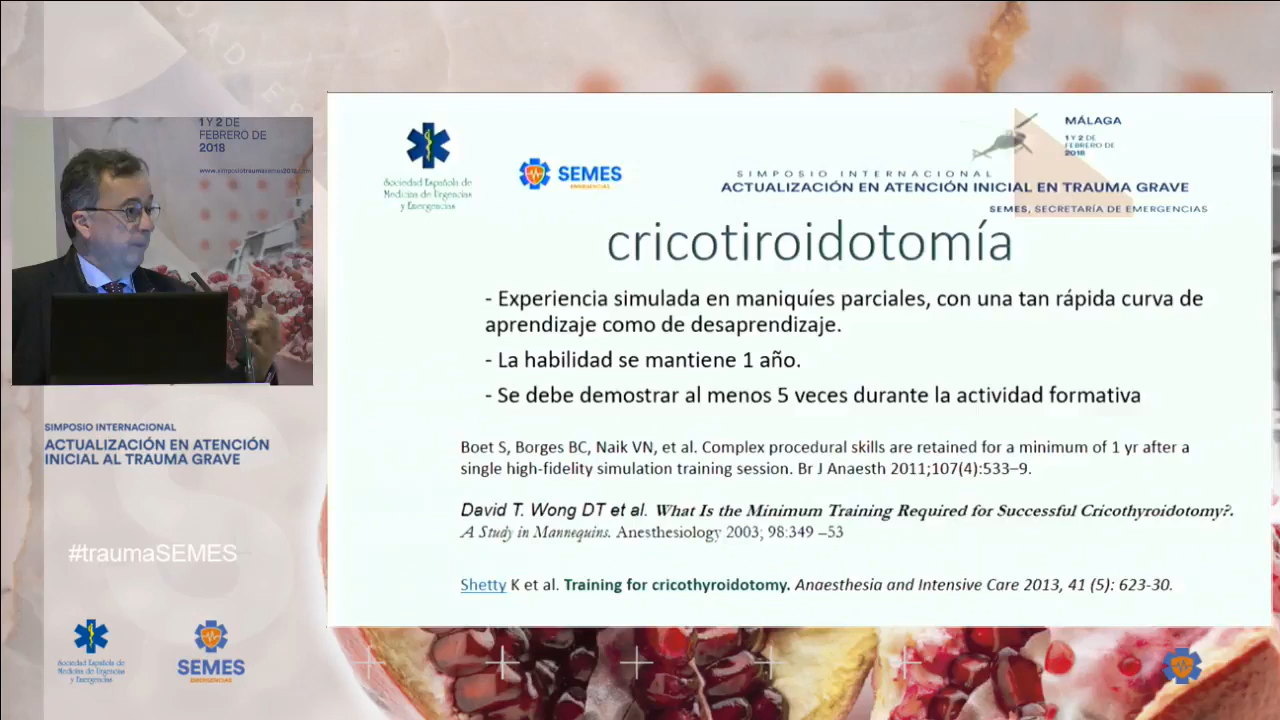 1 Y 2 DE
FEBRERO DE
2018
www.simposiotraumasemes2018.com
SIMPOSIO INTERNACIONAL
ACTUALIZACIÓN EN ATENCIÓN
INICIAL AL TRAUMA GRAVE
#traumaSEMES
Sociedad Española de
Medicina de Urgencias
y Emergencias
SEMES
EMERGENCIAS
Sociedad Española de
Medicina de Urgencias
y Emergencias
SEMES
EMERGENCIAS
MÁLAGA
1 Y 2 DE
FEBRERO DE
2018
SIMPOSIO INTERNACIONAL
ACTUALIZACIÓN EN ATENCIÓN INICIAL EN TRAUMA GRAVE
SEMES, SECRETARÍA DE EMERGENCIAS
cricotiroidotomía
- Experiencia simulada en maniquíes parciales, con una tan rápida curva de
aprendizaje como de desaprendizaje.
- La habilidad se mantiene 1 año.
- Se debe demostrar al menos 5 veces durante la actividad formativa
Boet S, Borges BC, Naik VN, et al. Complex procedural skills are retained for a minimum of 1 yr after a
single high-fidelity simulation training session. Br J Anaesth 2011;107(4):533–9.
David T. Wong DT et al. What Is the Minimum Training Required for Successful Cricothyroidotomy?.
A Study in Mannequins. Anesthesiology 2003; 98:349 –53
Shetty K et al. Training for cricothyroidotomy. Anaesthesia and Intensive Care 2013, 41 (5): 623-30.